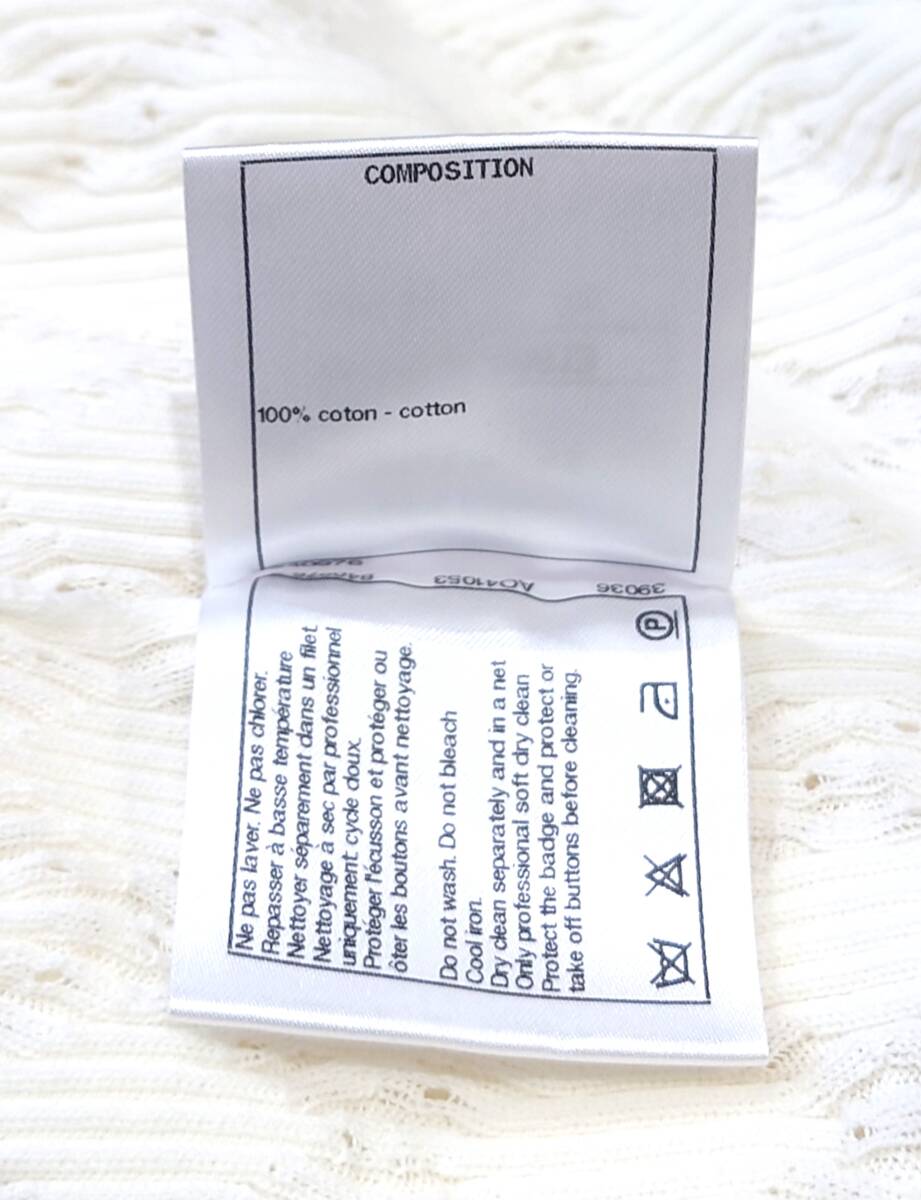 COMPOSITION
100% coton - cotton
39036 AO41053
Ne pas laver. Ne pas chlorer.
Repasser à basse température
Nettoyer séparement dans un filet
Nettoyage à sec par professionnel
uniquement cycle doux.
Protéger l'écusson et protéger ou
ôter les boutons avant nettoyage.
Do not wash. Do not bleach
Cool iron.
Dry clean separately and in a net
Only professional soft dry clean
Protect the badge and protect or
take off buttons before cleaning.
P